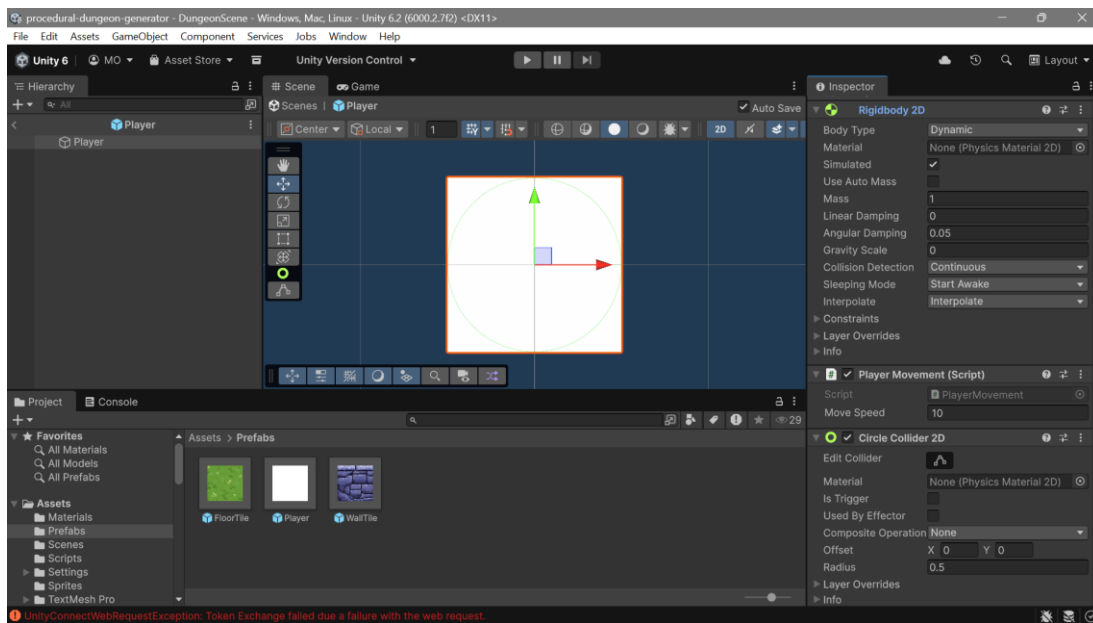 procedural-dungeon-generator - DungeonScene - Windows, Mac, Linux - Unity 6.2 (6000.2.7f2) <DX11>
File Edit Assets GameObject Component Services Jobs Window Help
Unity 6 MO Asset Store Unity Version Control Layout
Hierarchy
All
Player
Player
Scene Game
Scenes | Player Auto Save
Center Local 1 2D
Inspector
Rigidbody 2D
Body Type Dynamic
Material None (Physics Material 2D)
Simulated
Use Auto Mass
Mass 1
Linear Damping 0
Angular Damping 0.05
Gravity Scale 0
Collision Detection Continuous
Sleeping Mode Start Awake
Interpolate Interpolate
Constraints
Layer Overrides
Info
Player Movement (Script)
Script PlayerMovement
Move Speed 10
Circle Collider 2D
Edit Collider
Material None (Physics Material 2D)
Is Trigger
Used By Effector
Composite Operation None
Offset X 0 Y 0
Radius 0.5
Layer Overrides
Info
Project Console
29
Favorites
All Materials
All Models
All Prefabs
Assets
Materials
Prefabs
Scenes
Scripts
Settings
Sprites
TextMesh Pro
Assets > Prefabs
FloorTile Player WallTile
UnityConnectWebRequestException: Token Exchange failed due a failure with the web request.